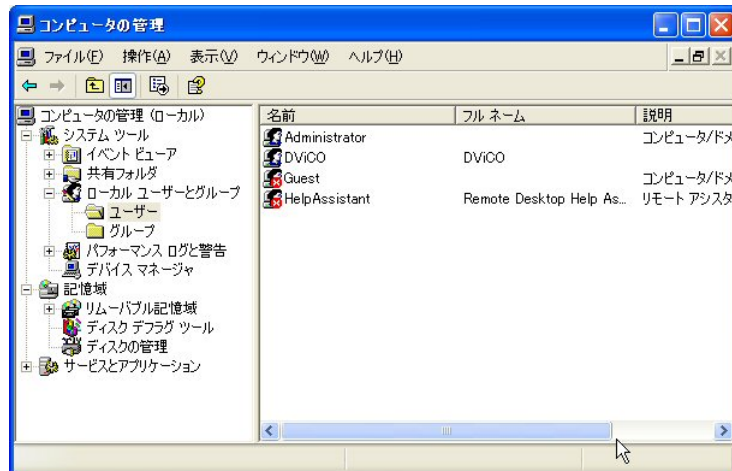 コンピュータの管理
ファイル(F) 操作(A) 表示(V) ウィンドウ(W) ヘルプ(H)
コンピュータの管理 (ローカル)
システム ツール
イベント ビューア
共有フォルダ
ローカル ユーザーとグループ
ユーザー
グループ
パフォーマンス ログと警告
デバイス マネージャ
記憶域
リムーバブル記憶域
ディスク デフラグ ツール
ディスクの管理
サービスとアプリケーション
名前 フル ネーム 説明
Administrator コンピュータ/ドメ
DViCO DViCO
Guest コンピュータ/ドメ
HelpAssistant Remote Desktop Help As... リモート アシスタ